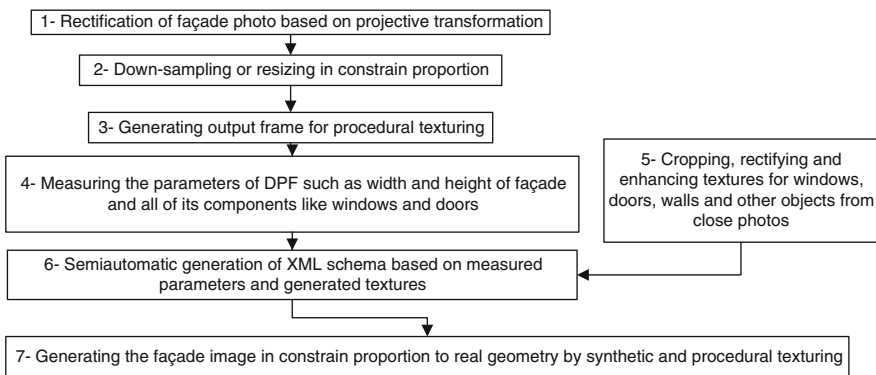 1- Rectification of façade photo based on projective transformation
2- Down-sampling or resizing in constrain proportion
3- Generating output frame for procedural texturing
4- Measuring the parameters of DPF such as width and height of façade
and all of its components like windows and doors
5- Cropping, rectifying and
enhancing textures for windows,
doors, walls and other objects from
close photos
6- Semiautomatic generation of XML schema based on measured
parameters and generated textures
7- Generating the façade image in constrain proportion to real geometry by synthetic and procedural texturing